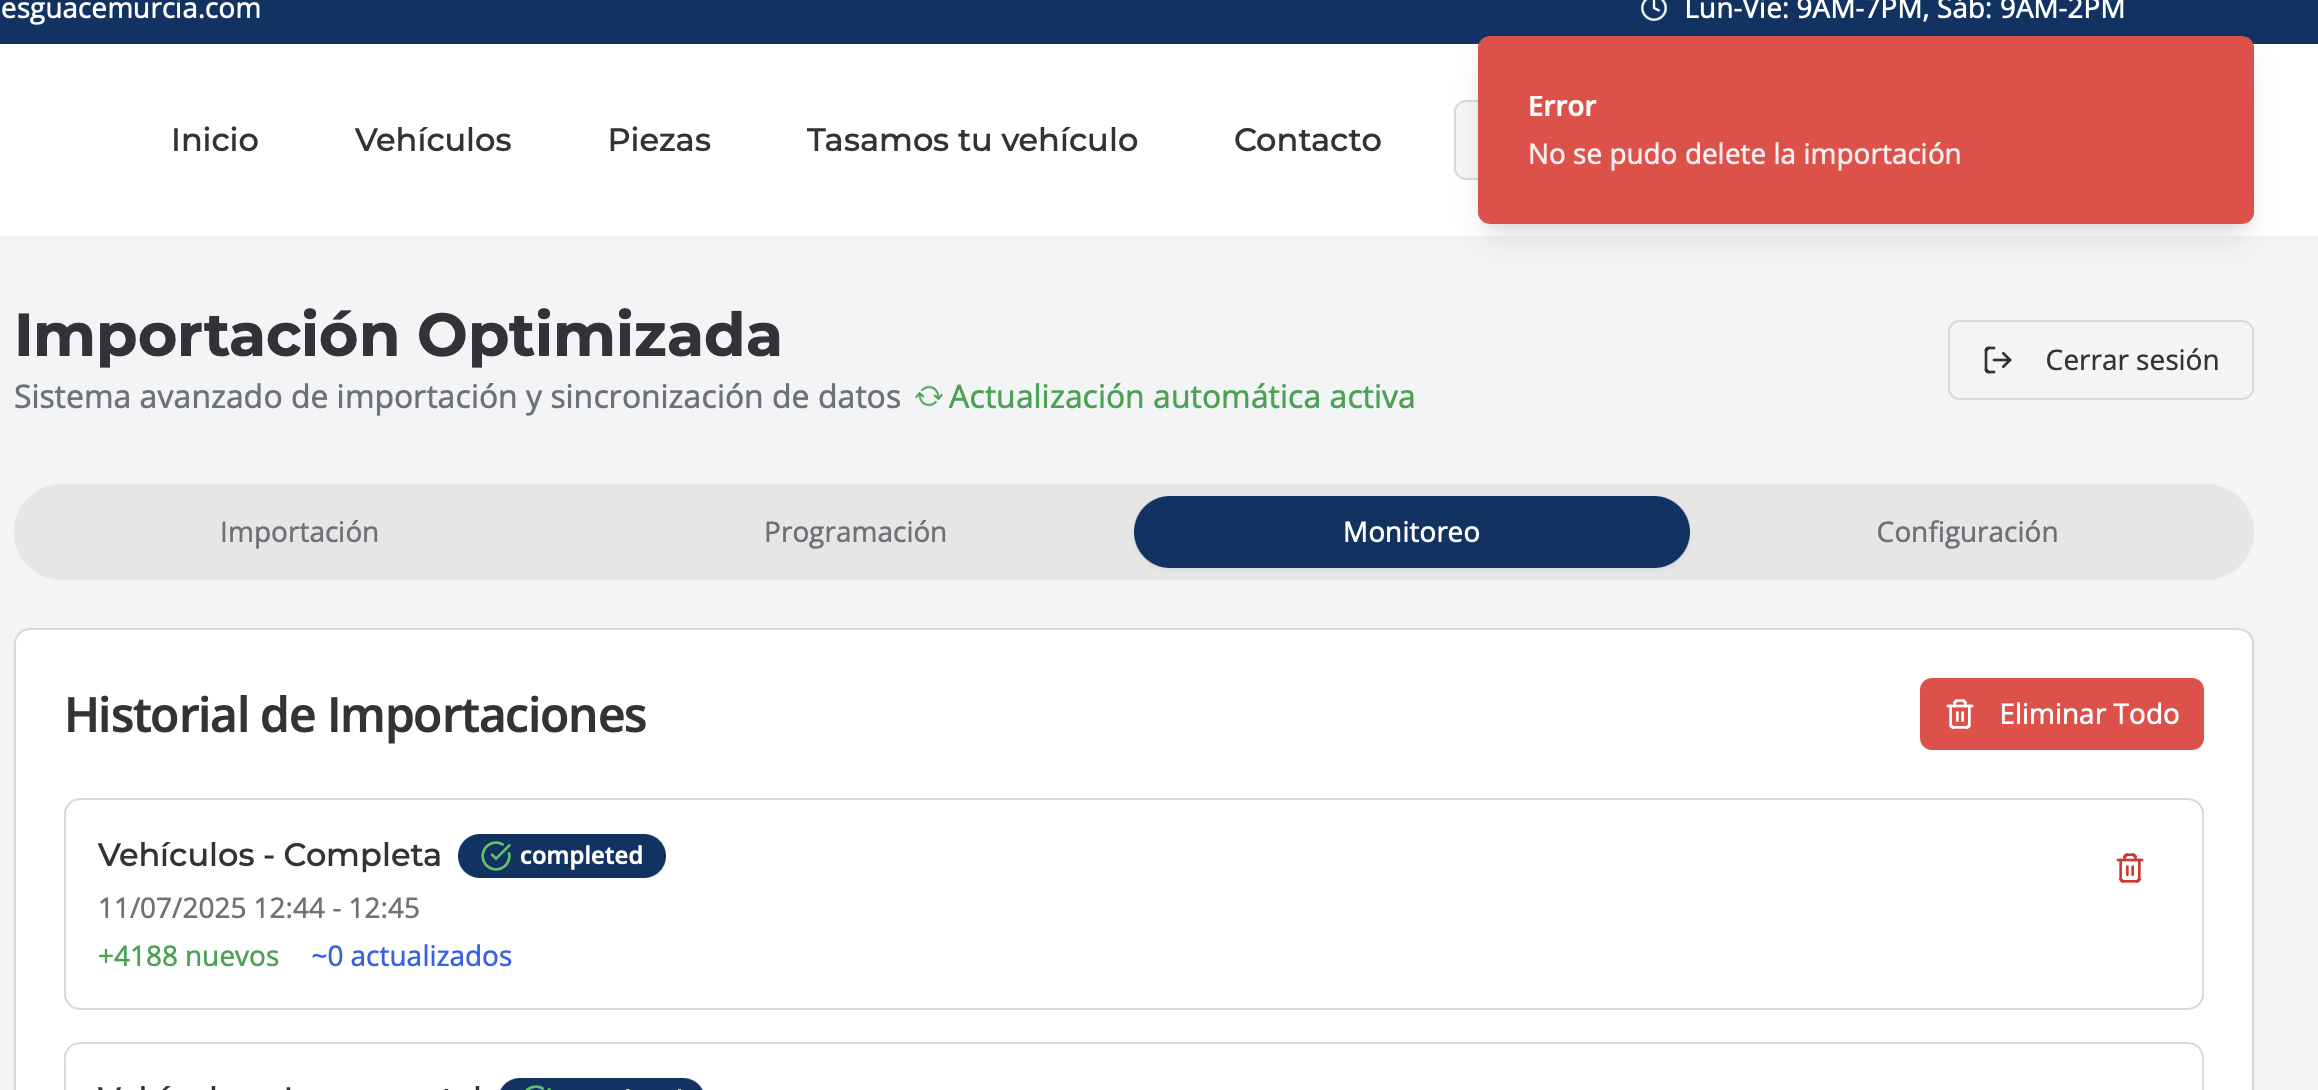 esguacemurcia.com
Lun-Vie: 9AM-7PM, Sáb: 9AM-2PM
Inicio
Vehículos
Piezas
Tasamos tu vehículo
Contacto
Error
No se pudo delete la importación
Importación Optimizada
Sistema avanzado de importación y sincronización de datos
Actualización automática activa
Cerrar sesión
Importación
Programación
Monitoreo
Configuración
Historial de Importaciones
Eliminar Todo
Vehículos - Completa
completed
11/07/2025 12:44 - 12:45
+4188 nuevos
~0 actualizados